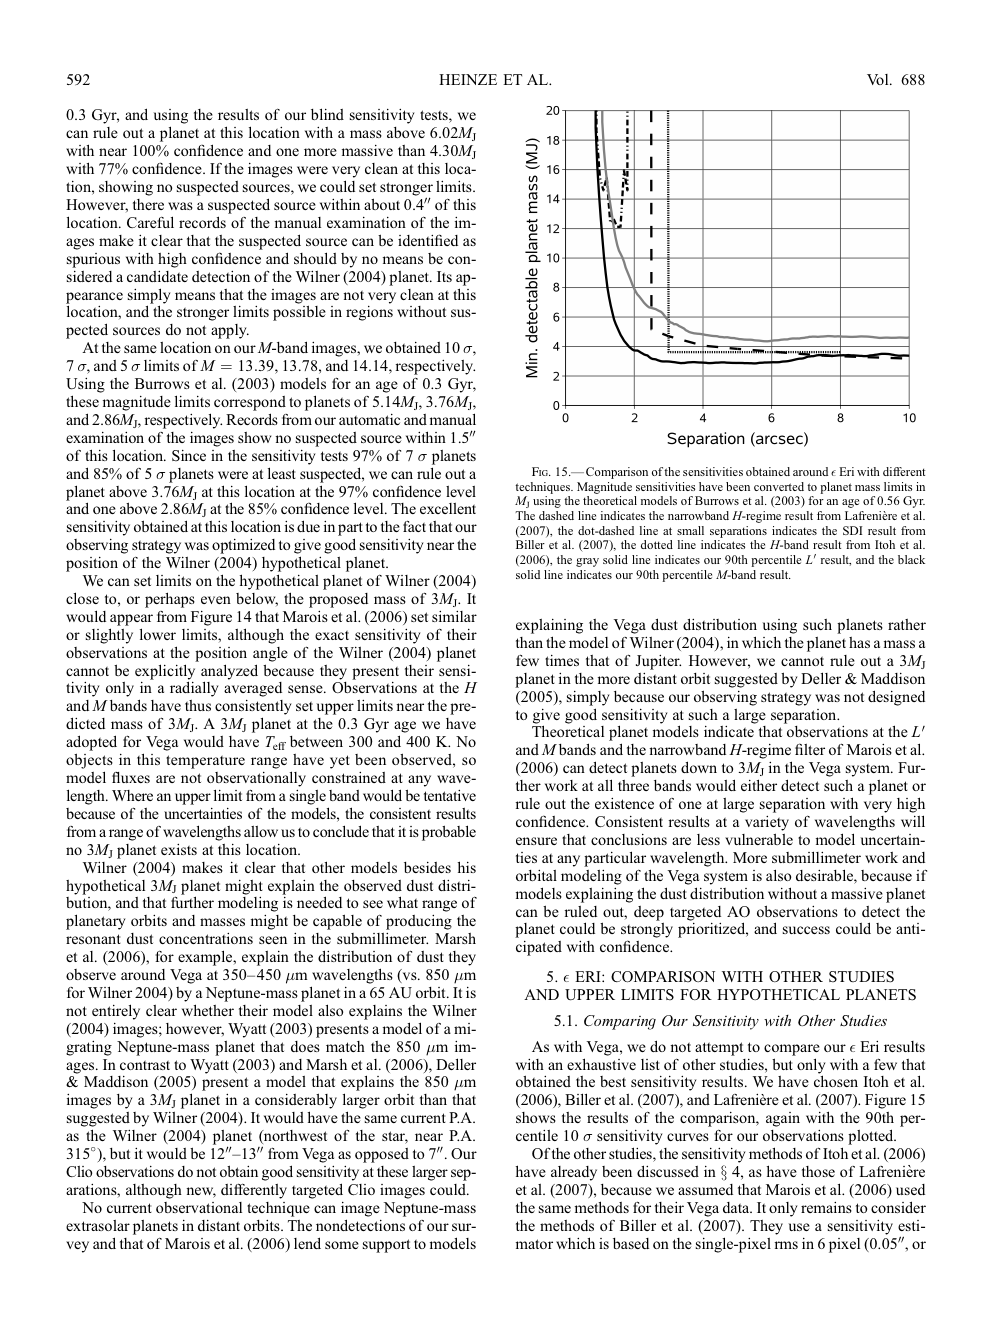 592
HEINZE ET AL.
Vol. 688
0.3 Gyr, and using the results of our blind sensitivity tests, we
can rule out a planet at this location with a mass above 6.02MJ
with near 100% confidence and one more massive than 4.30MJ
with 77% confidence. If the images were very clean at this loca-
tion, showing no suspected sources, we could set stronger limits.
However, there was a suspected source within about 0.4″ of this
location. Careful records of the manual examination of the im-
ages make it clear that the suspected source can be identified as
spurious with high confidence and should by no means be con-
sidered a candidate detection of the Wilner (2004) planet. Its ap-
pearance simply means that the images are not very clean at this
location, and the stronger limits possible in regions without sus-
pected sources do not apply.
At the same location on our M-band images, we obtained 10 σ,
7 σ, and 5 σ limits of M = 13.39, 13.78, and 14.14, respectively.
Using the Burrows et al. (2003) models for an age of 0.3 Gyr,
these magnitude limits correspond to planets of 5.14MJ, 3.76MJ,
and 2.86MJ, respectively. Records from our automatic and manual
examination of the images show no suspected source within 1.5″
of this location. Since in the sensitivity tests 97% of 7 σ planets
and 85% of 5 σ planets were at least suspected, we can rule out a
planet above 3.76MJ at this location at the 97% confidence level
and one above 2.86MJ at the 85% confidence level. The excellent
sensitivity obtained at this location is due in part to the fact that our
observing strategy was optimized to give good sensitivity near the
position of the Wilner (2004) hypothetical planet.
We can set limits on the hypothetical planet of Wilner (2004)
close to, or perhaps even below, the proposed mass of 3MJ. It
would appear from Figure 14 that Marois et al. (2006) set similar
or slightly lower limits, although the exact sensitivity of their
observations at the position angle of the Wilner (2004) planet
cannot be explicitly analyzed because they present their sensi-
tivity only in a radially averaged sense. Observations at the H
and M bands have thus consistently set upper limits near the pre-
dicted mass of 3MJ. A 3MJ planet at the 0.3 Gyr age we have
adopted for Vega would have Teff between 300 and 400 K. No
objects in this temperature range have yet been observed, so
model fluxes are not observationally constrained at any wave-
length. Where an upper limit from a single band would be tentative
because of the uncertainties of the models, the consistent results
from a range of wavelengths allow us to conclude that it is probable
no 3MJ planet exists at this location.
Wilner (2004) makes it clear that other models besides his
hypothetical 3MJ planet might explain the observed dust distri-
bution, and that further modeling is needed to see what range of
planetary orbits and masses might be capable of producing the
resonant dust concentrations seen in the submillimeter. Marsh
et al. (2006), for example, explain the distribution of dust they
observe around Vega at 350–450 μm wavelengths (vs. 850 μm
for Wilner 2004) by a Neptune-mass planet in a 65 AU orbit. It is
not entirely clear whether their model also explains the Wilner
(2004) images; however, Wyatt (2003) presents a model of a mi-
grating Neptune-mass planet that does match the 850 μm im-
ages. In contrast to Wyatt (2003) and Marsh et al. (2006), Deller
& Maddison (2005) present a model that explains the 850 μm
images by a 3MJ planet in a considerably larger orbit than that
suggested by Wilner (2004). It would have the same current P.A.
as the Wilner (2004) planet (northwest of the star, near P.A.
315°), but it would be 12″–13″ from Vega as opposed to 7″. Our
Clio observations do not obtain good sensitivity at these larger sep-
arations, although new, differently targeted Clio images could.
No current observational technique can image Neptune-mass
extrasolar planets in distant orbits. The nondetections of our sur-
vey and that of Marois et al. (2006) lend some support to models
20
18
16
14
12
10
8
6
4
2
0
Min. detectable planet mass (MJ)
0 2 4 6 8 10
Separation (arcsec)
Fig. 15.—Comparison of the sensitivities obtained around ϵ Eri with different
techniques. Magnitude sensitivities have been converted to planet mass limits in
MJ using the theoretical models of Burrows et al. (2003) for an age of 0.56 Gyr.
The dashed line indicates the narrowband H-regime result from Lafrenière et al.
(2007), the dot-dashed line at small separations indicates the SDI result from
Biller et al. (2007), the dotted line indicates the H-band result from Itoh et al.
(2006), the gray solid line indicates our 90th percentile L′ result, and the black
solid line indicates our 90th percentile M-band result.
explaining the Vega dust distribution using such planets rather
than the model of Wilner (2004), in which the planet has a mass a
few times that of Jupiter. However, we cannot rule out a 3MJ
planet in the more distant orbit suggested by Deller & Maddison
(2005), simply because our observing strategy was not designed
to give good sensitivity at such a large separation.
Theoretical planet models indicate that observations at the L′
and M bands and the narrowband H-regime filter of Marois et al.
(2006) can detect planets down to 3MJ in the Vega system. Fur-
ther work at all three bands would either detect such a planet or
rule out the existence of one at large separation with very high
confidence. Consistent results at a variety of wavelengths will
ensure that conclusions are less vulnerable to model uncertain-
ties at any particular wavelength. More submillimeter work and
orbital modeling of the Vega system is also desirable, because if
models explaining the dust distribution without a massive planet
can be ruled out, deep targeted AO observations to detect the
planet could be strongly prioritized, and success could be anti-
cipated with confidence.
5. ϵ ERI: COMPARISON WITH OTHER STUDIES
AND UPPER LIMITS FOR HYPOTHETICAL PLANETS
5.1. Comparing Our Sensitivity with Other Studies
As with Vega, we do not attempt to compare our ϵ Eri results
with an exhaustive list of other studies, but only with a few that
obtained the best sensitivity results. We have chosen Itoh et al.
(2006), Biller et al. (2007), and Lafrenière et al. (2007). Figure 15
shows the results of the comparison, again with the 90th per-
centile 10 σ sensitivity curves for our observations plotted.
Of the other studies, the sensitivity methods of Itoh et al. (2006)
have already been discussed in § 4, as have those of Lafrenière
et al. (2007), because we assumed that Marois et al. (2006) used
the same methods for their Vega data. It only remains to consider
the methods of Biller et al. (2007). They use a sensitivity esti-
mator which is based on the single-pixel rms in 6 pixel (0.05″, or